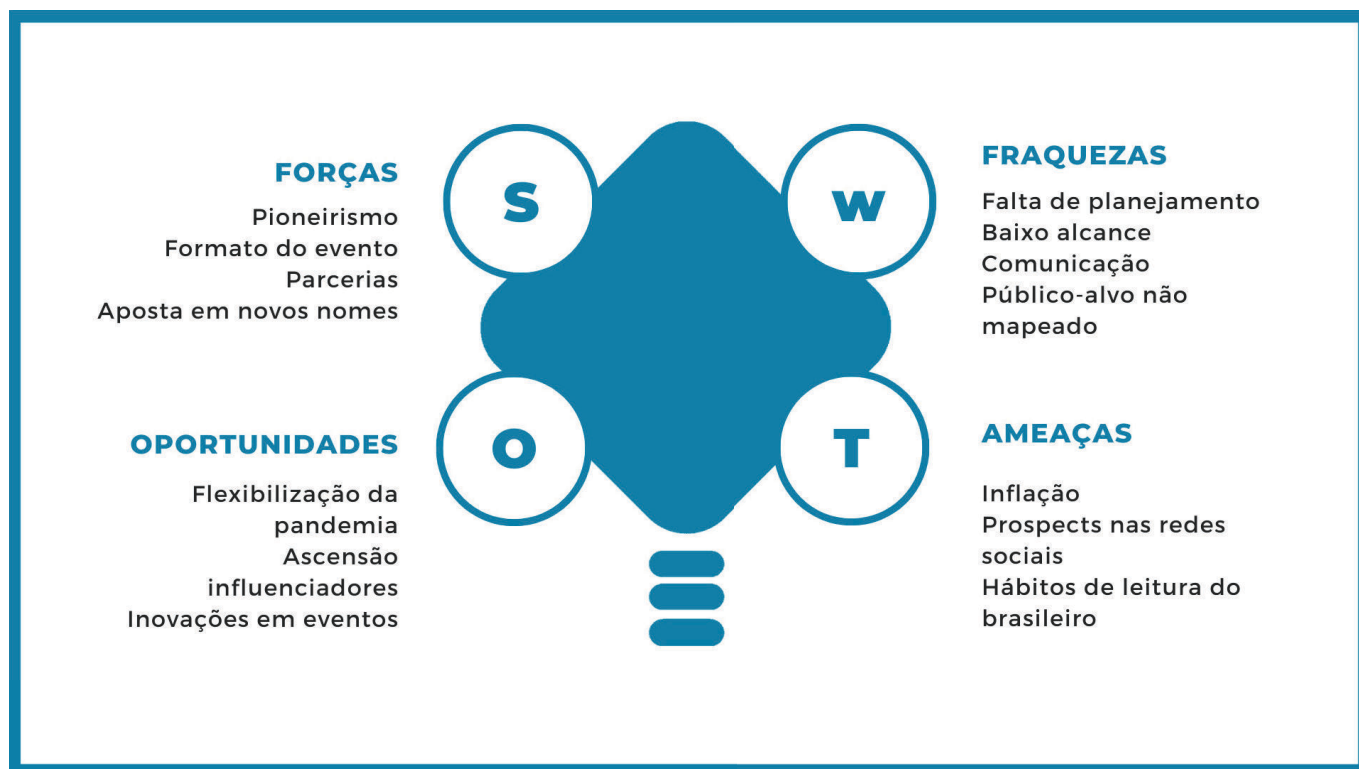 FORÇAS
Pioneirismo
Formato do evento
Parcerias
Aposta em novos nomes
S
W
FRAQUEZAS
Falta de planejamento
Baixo alcance
Comunicação
Público-alvo não
mapeado
OPORTUNIDADES
Flexibilização da
pandemia
Ascensão
influenciadores
Inovações em eventos
O
T
AMEAÇAS
Inflação
Prospects nas redes
sociais
Hábitos de leitura do
brasileiro